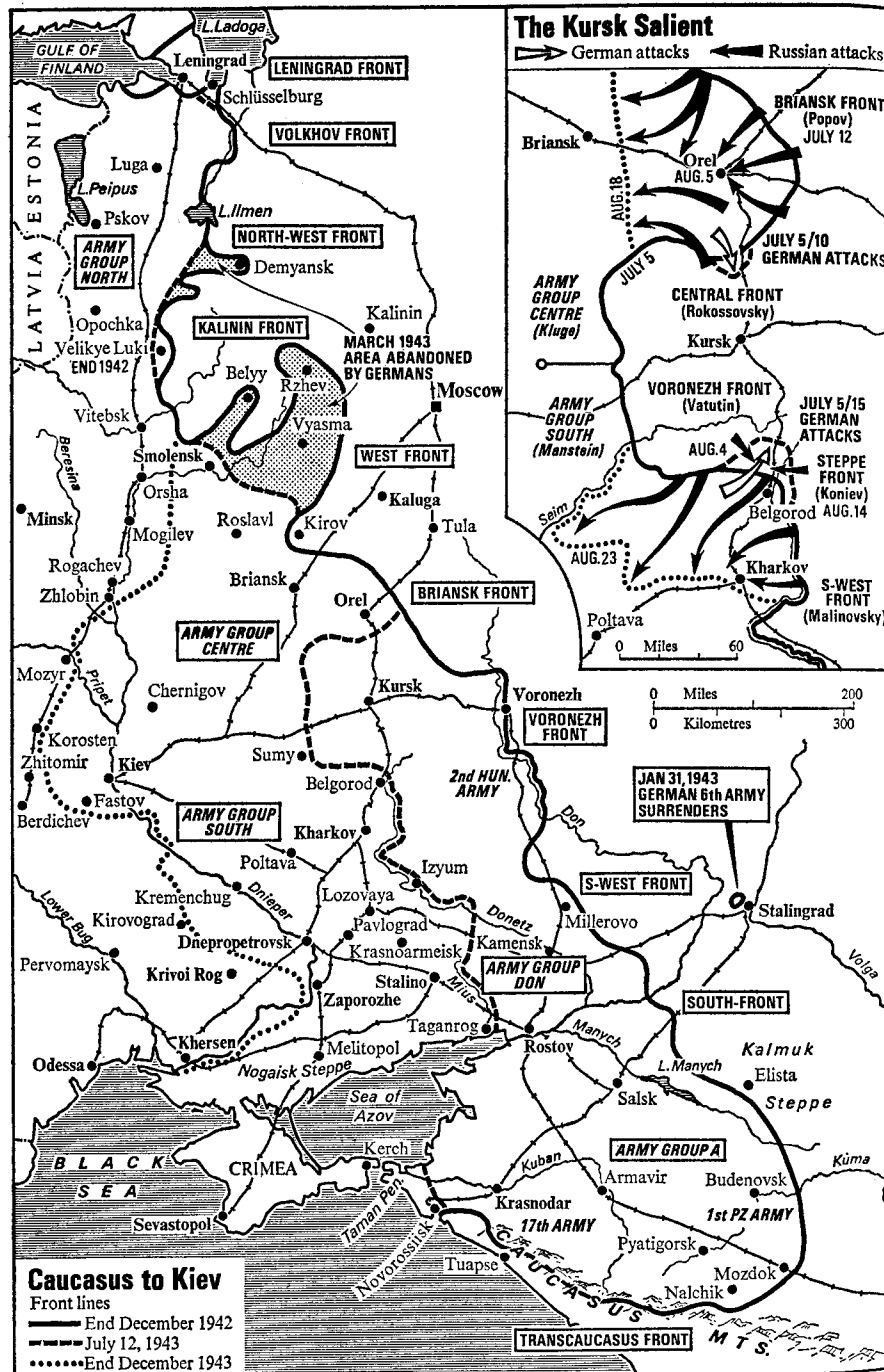 L.Ladoga
GULF OF
FINLAND
Leningrad
LENINGRAD FRONT
Schlüsselburg
VOLKHOV FRONT
ESTONIA
LATVIA
Luga
L.Peipus
Pskov
L.Ilmen
ARMY
GROUP
NORTH
NORTH-WEST FRONT
Demyansk
Opochka
Kalinin
KALININ FRONT
Velikye Luki
END 1942
MARCH 1943
AREA ABANDONED
BY GERMANS
Belyy
Rzhev
Moscow
Vitebsk
Vyasma
Beresina
Smolensk
WEST FRONT
Orsha
Minsk
Kaluga
Mogilev
Roslavl
Kirov
Tula
Rogachev
Zhlobin
Briansk
BRIANSK FRONT
Orel
ARMY GROUP
CENTRE
Mozyr
Pripet
Chernigov
Kursk
Voronezh
VORONEZH
FRONT
Korosten
Zhitomir
Kiev
Sumy
Belgorod
2nd HUN.
ARMY
Fastov
Berdichev
ARMY GROUP
SOUTH
Kharkov
Don
JAN 31,1943
GERMAN 6th ARMY
SURRENDERS
Poltava
Izyum
S-WEST FRONT
Kremenchug
Dnieper
Lozovaya
Donetz
Millerovo
Stalingrad
Lower Bug
Kirovograd
Pavlograd
Dnepropetrovsk
Krasnoarmeisk
Kamensk
Volga
Pervomaysk
Krivoi Rog
Stalino
ARMY GROUP
DON
Zaporozhe
Mius
SOUTH-FRONT
Khersen
Taganrog
Rostov
Manych
Odessa
Nogaisk Steppe
Melitopol
L.Manych
Kalmuk
Elista
Steppe
Salsk
Sea of
Azov
BLACK
SEA
CRIMEA
Kerch
Kuban
ARMY GROUP A
Kuma
Taman Pen.
Krasnodar
Armavir
Budenovsk
Sevastopol
17th ARMY
1st PZ ARMY
Novorossiisk
Tuapse
Pyatigorsk
Mozdok
Nalchik
CAUCASUS MTS.
TRANSCAUCASUS FRONT
Caucasus to Kiev
Front lines
End December 1942
July 12, 1943
End December 1943
The Kursk Salient
German attacks
Russian attacks
BRIANSK FRONT
(Popov)
JULY 12
Briansk
Orel
AUG.5
AUG.18
JULY 5
JULY 5/10
GERMAN ATTACKS
ARMY
GROUP
CENTRE
(Kluge)
CENTRAL FRONT
(Rokossovsky)
Kursk
VORONEZH FRONT
(Vatutin)
ARMY
GROUP
SOUTH
(Manstein)
JULY 5/15
GERMAN
ATTACKS
AUG.4
STEPPE
FRONT
(Koniev)
AUG.14
Belgorod
Seim
AUG.23
Kharkov
S-WEST
FRONT
(Malinovsky)
Poltava
0 Miles 60
0 Miles 200
0 Kilometres 300